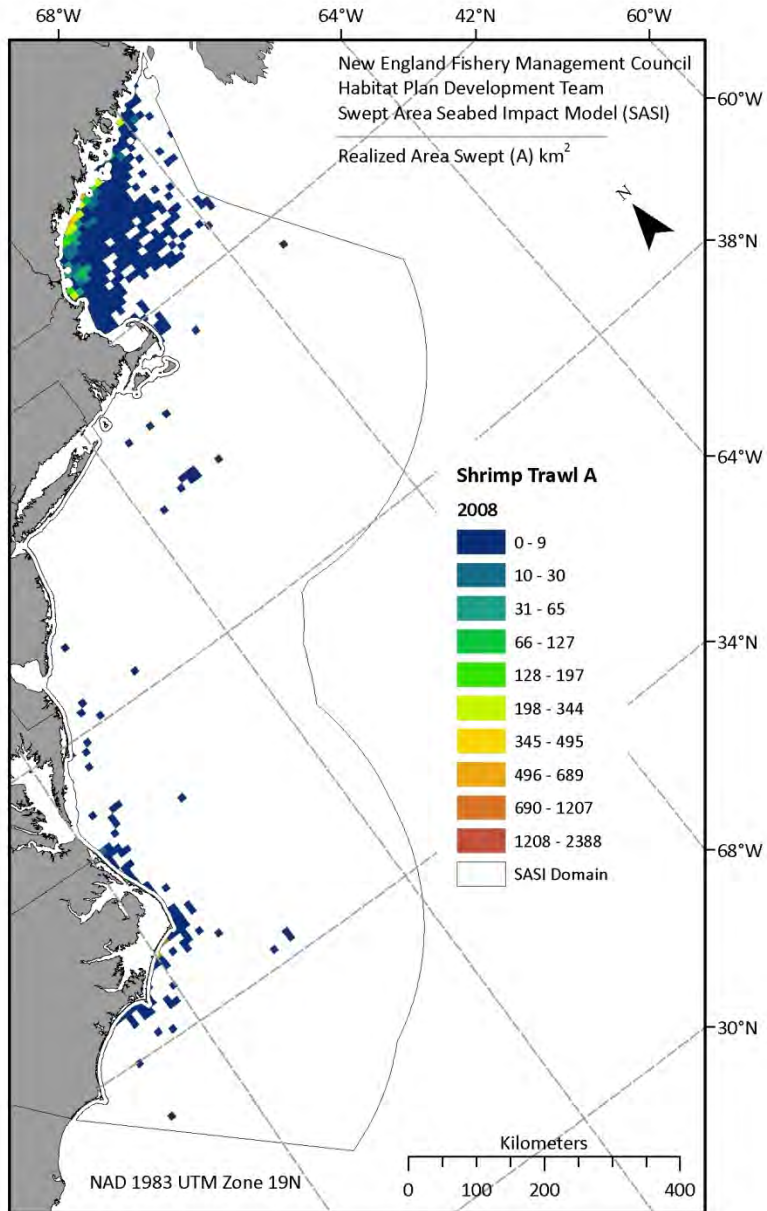 68°W 64°W 42°N 60°W
New England Fishery Management Council
Habitat Plan Development Team
Swept Area Seabed Impact Model (SASI)
Realized Area Swept (A) km²
60°W
N
38°N
64°W
Shrimp Trawl A
2008
0 - 9
10 - 30
31 - 65
66 - 127
128 - 197
198 - 344
345 - 495
496 - 689
690 - 1207
1208 - 2388
SASI Domain
34°N
68°W
30°N
Kilometers
0 100 200 400
NAD 1983 UTM Zone 19N